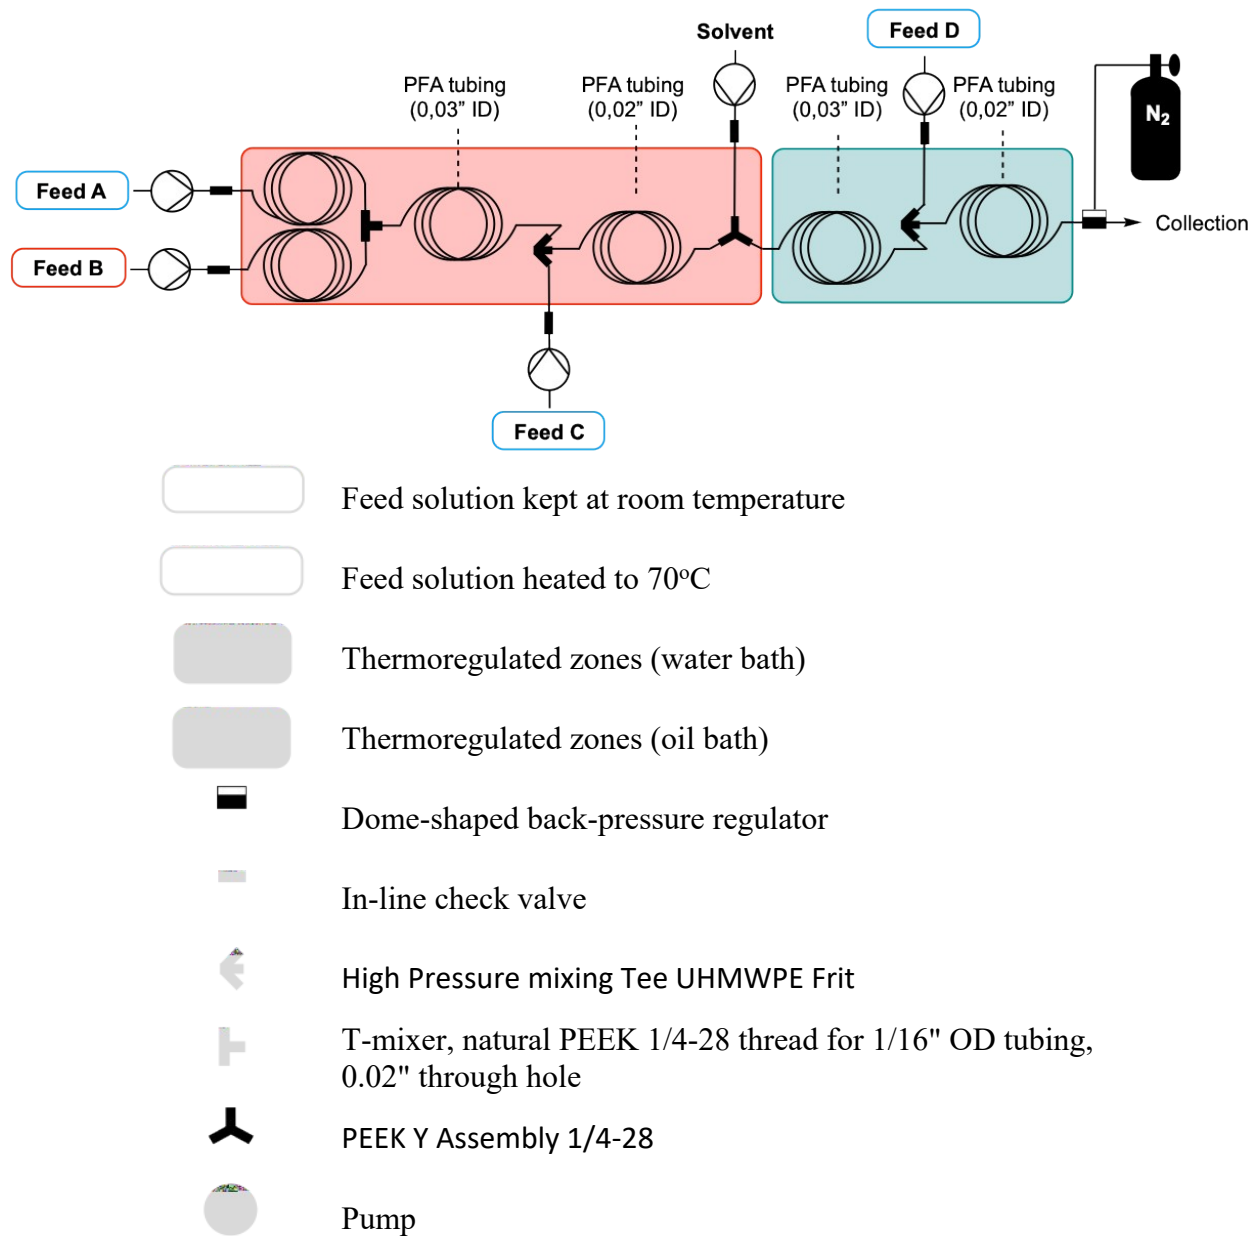 Solvent
Feed D
PFA tubing
(0,03” ID)
PFA tubing
(0,02” ID)
PFA tubing
(0,03” ID)
PFA tubing
(0,02” ID)
N2
Feed A
Feed B
Collection
Feed C
Feed solution kept at room temperature
Feed solution heated to 70°C
Thermoregulated zones (water bath)
Thermoregulated zones (oil bath)
Dome-shaped back-pressure regulator
In-line check valve
High Pressure mixing Tee UHMWPE Frit
T-mixer, natural PEEK 1/4-28 thread for 1/16" OD tubing,
0.02" through hole
PEEK Y Assembly 1/4-28
Pump